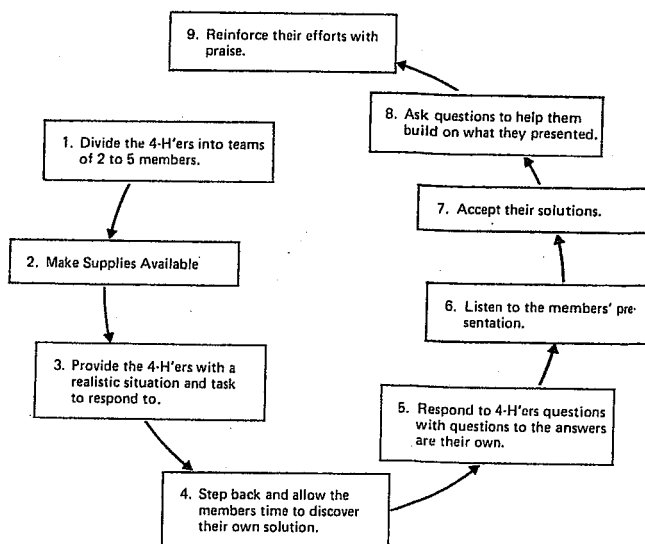 1. Divide the 4-H'ers into teams
of 2 to 5 members.
2. Make Supplies Available
3. Provide the 4-H'ers with a
realistic situation and task
to respond to.
4. Step back and allow the
members time to discover
their own solution.
5. Respond to 4-H'ers questions
with questions to the answers
are their own.
6. Listen to the members' pre-
sentation.
7. Accept their solutions.
8. Ask questions to help them
build on what they presented.
9. Reinforce their efforts with
praise.